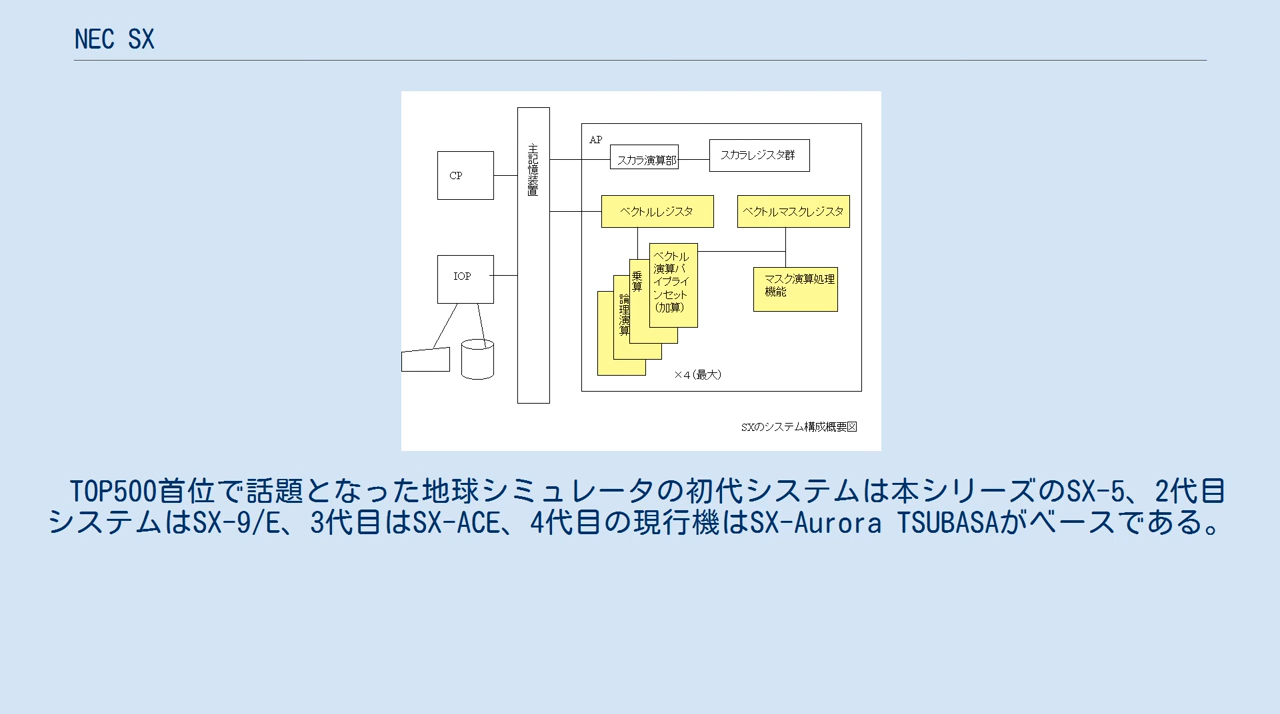 NEC SX
主記憶装置
AP
スカラ演算部
スカラレジスタ群
CP
ベクトルレジスタ
ベクトルマスクレジスタ
IOP
ベクトル
演算パ
イプライ
ンセット
(加算)
乗算
論理演算
マスク演算処理
機能
×4(最大)
SXのシステム構成概要図
TOP500首位で話題となった地球シミュレータの初代システムは本シリーズのSX-5、2代目
システムはSX-9/E、3代目はSX-ACE、4代目の現行機はSX-Aurora TSUBASAがベースである。